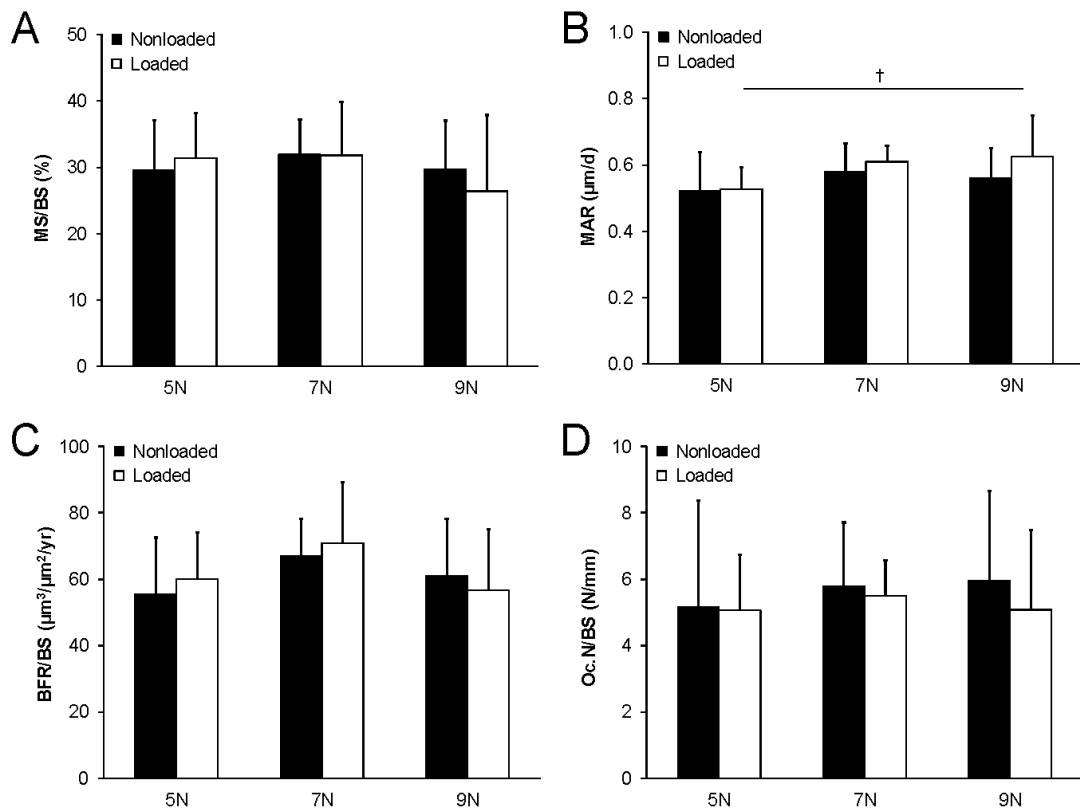 A
50
40
30
20
10
0
MS/BS (%)
Nonloaded
Loaded
5N 7N 9N
B
1.0
0.8
0.6
0.4
0.2
0.0
MAR (µm/d)
Nonloaded
Loaded
†
5N 7N 9N
C
100
80
60
40
20
0
BFR/BS (µm³/µm²/yr)
Nonloaded
Loaded
5N 7N 9N
D
10
8
6
4
2
0
Oc.N/BS (N/mm)
Nonloaded
Loaded
5N 7N 9N